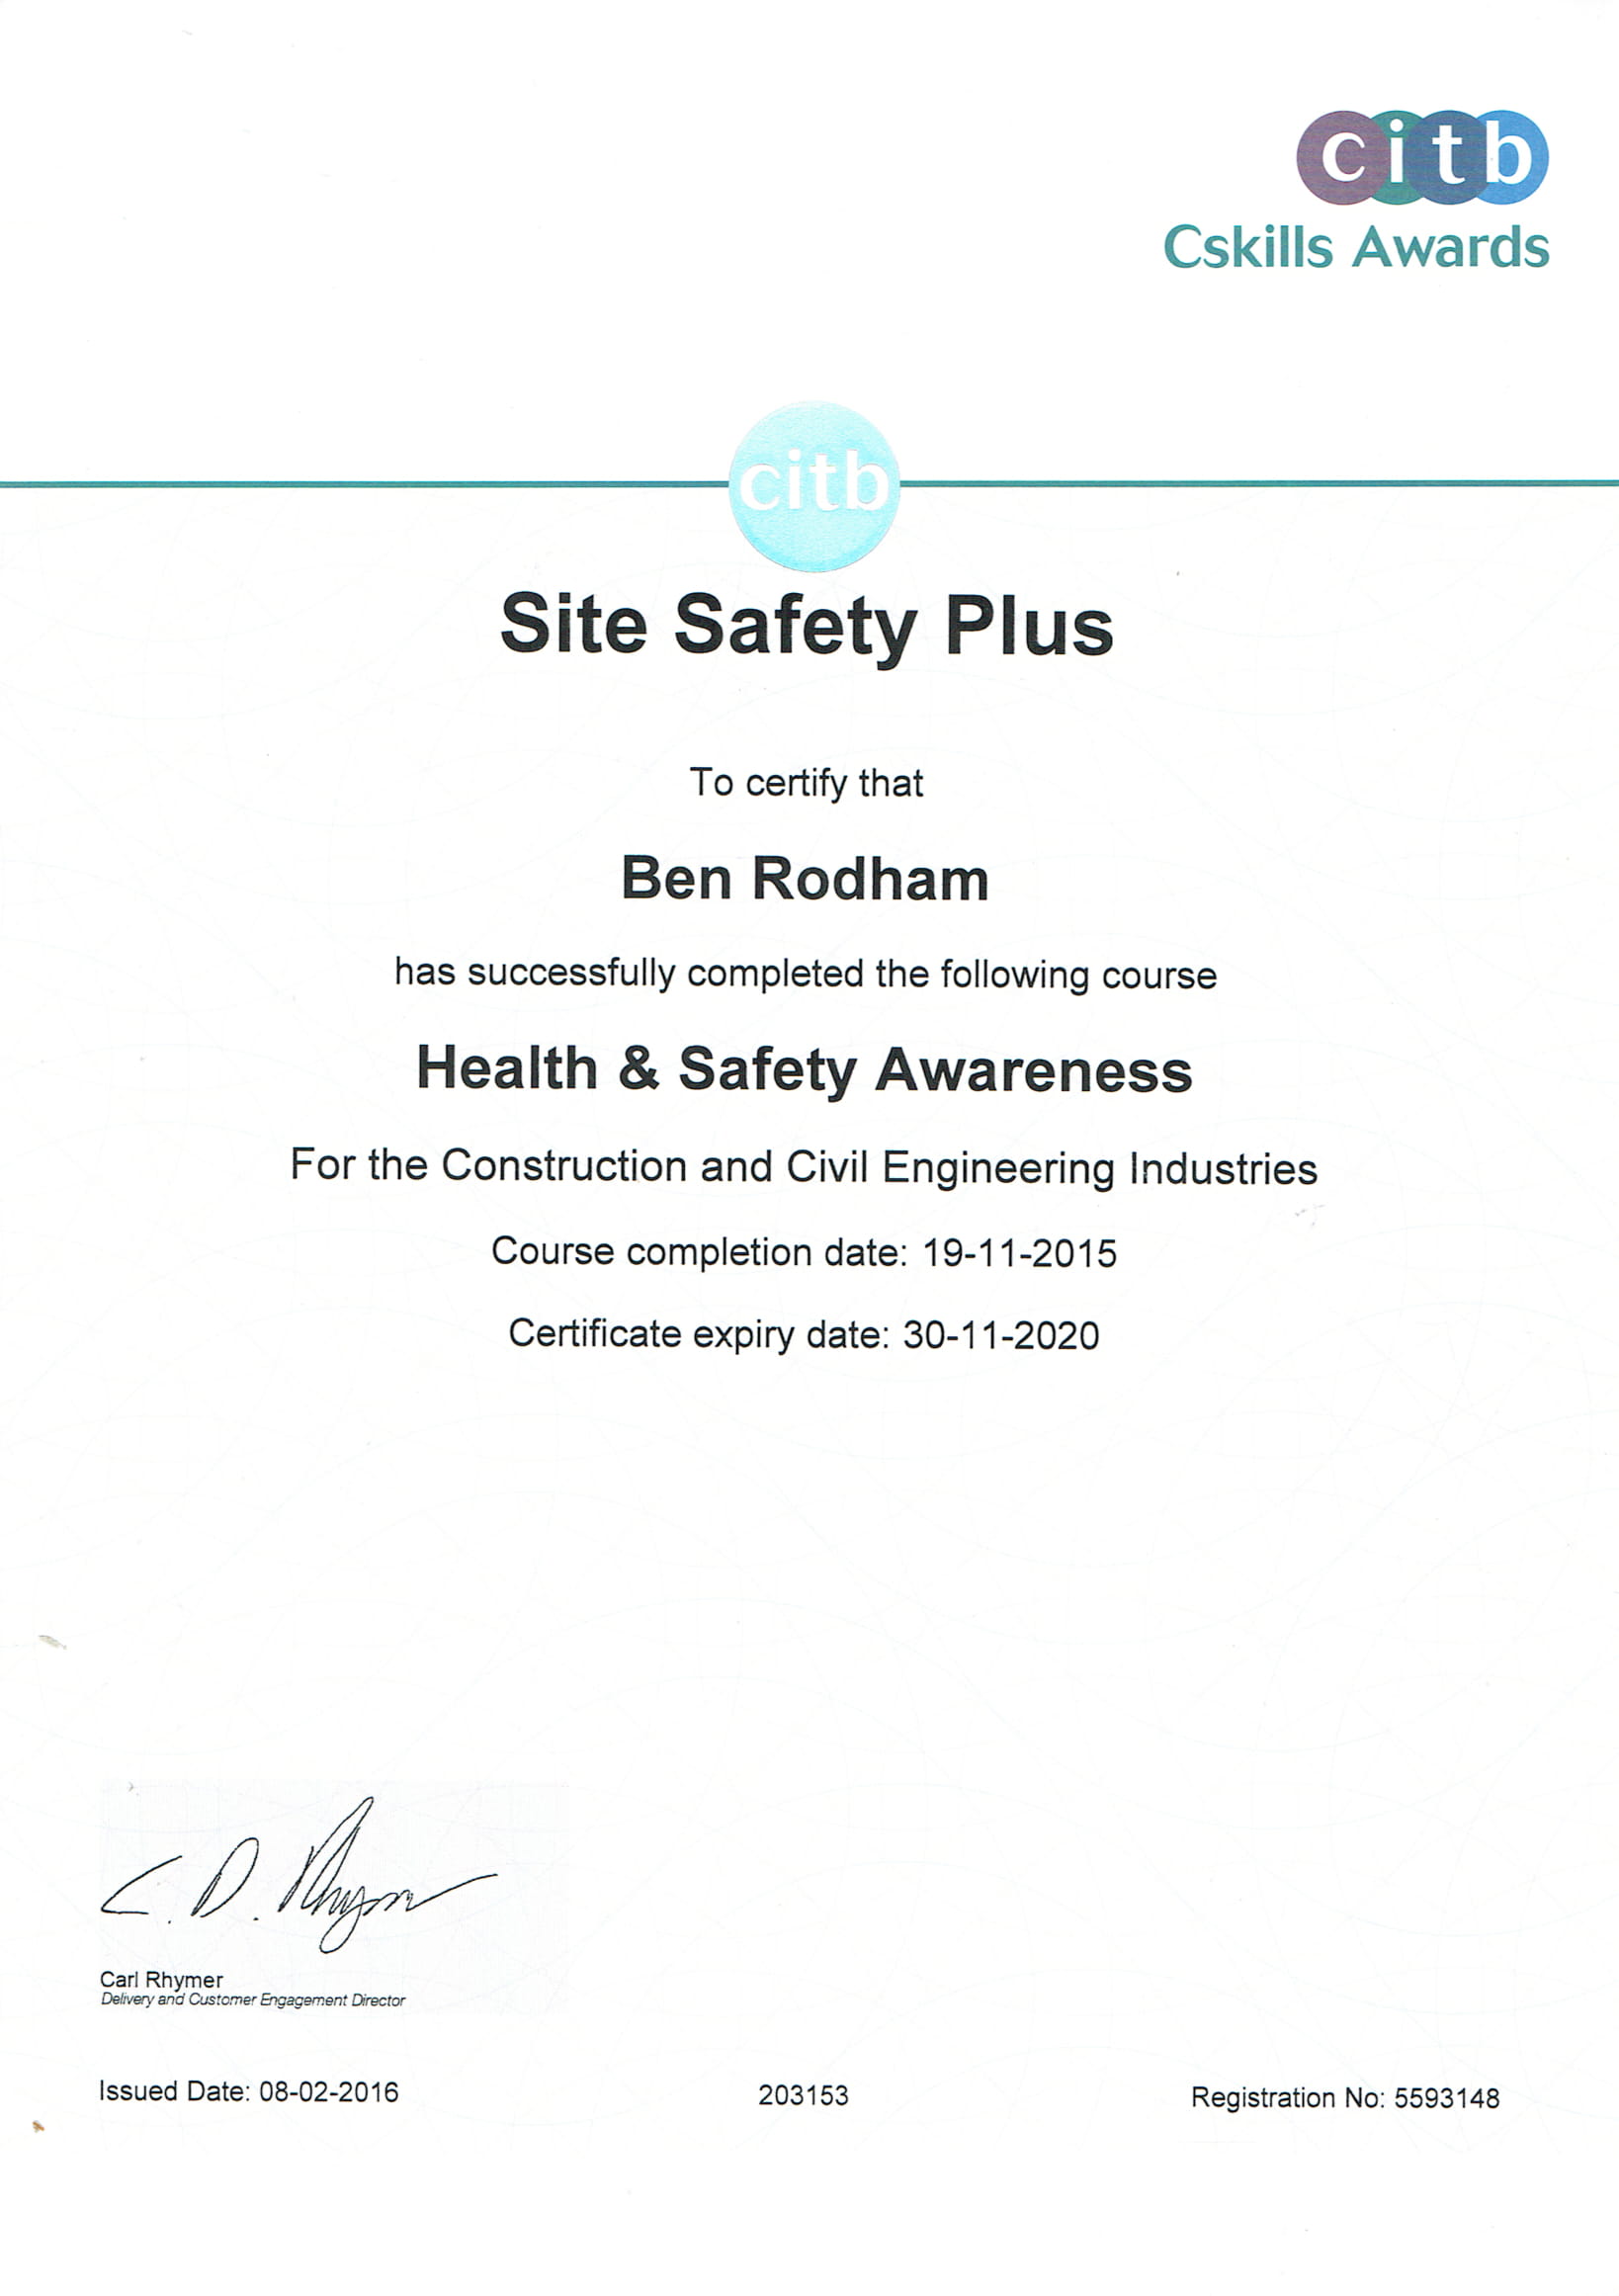 citb
Cskills Awards
citb
Site Safety Plus
To certify that
Ben Rodham
has successfully completed the following course
Health & Safety Awareness
For the Construction and Civil Engineering Industries
Course completion date: 19-11-2015
Certificate expiry date: 30-11-2020
C. D. Rhymer
Carl Rhymer
Delivery and Customer Engagement Director
Issued Date: 08-02-2016
203153
Registration No: 5593148